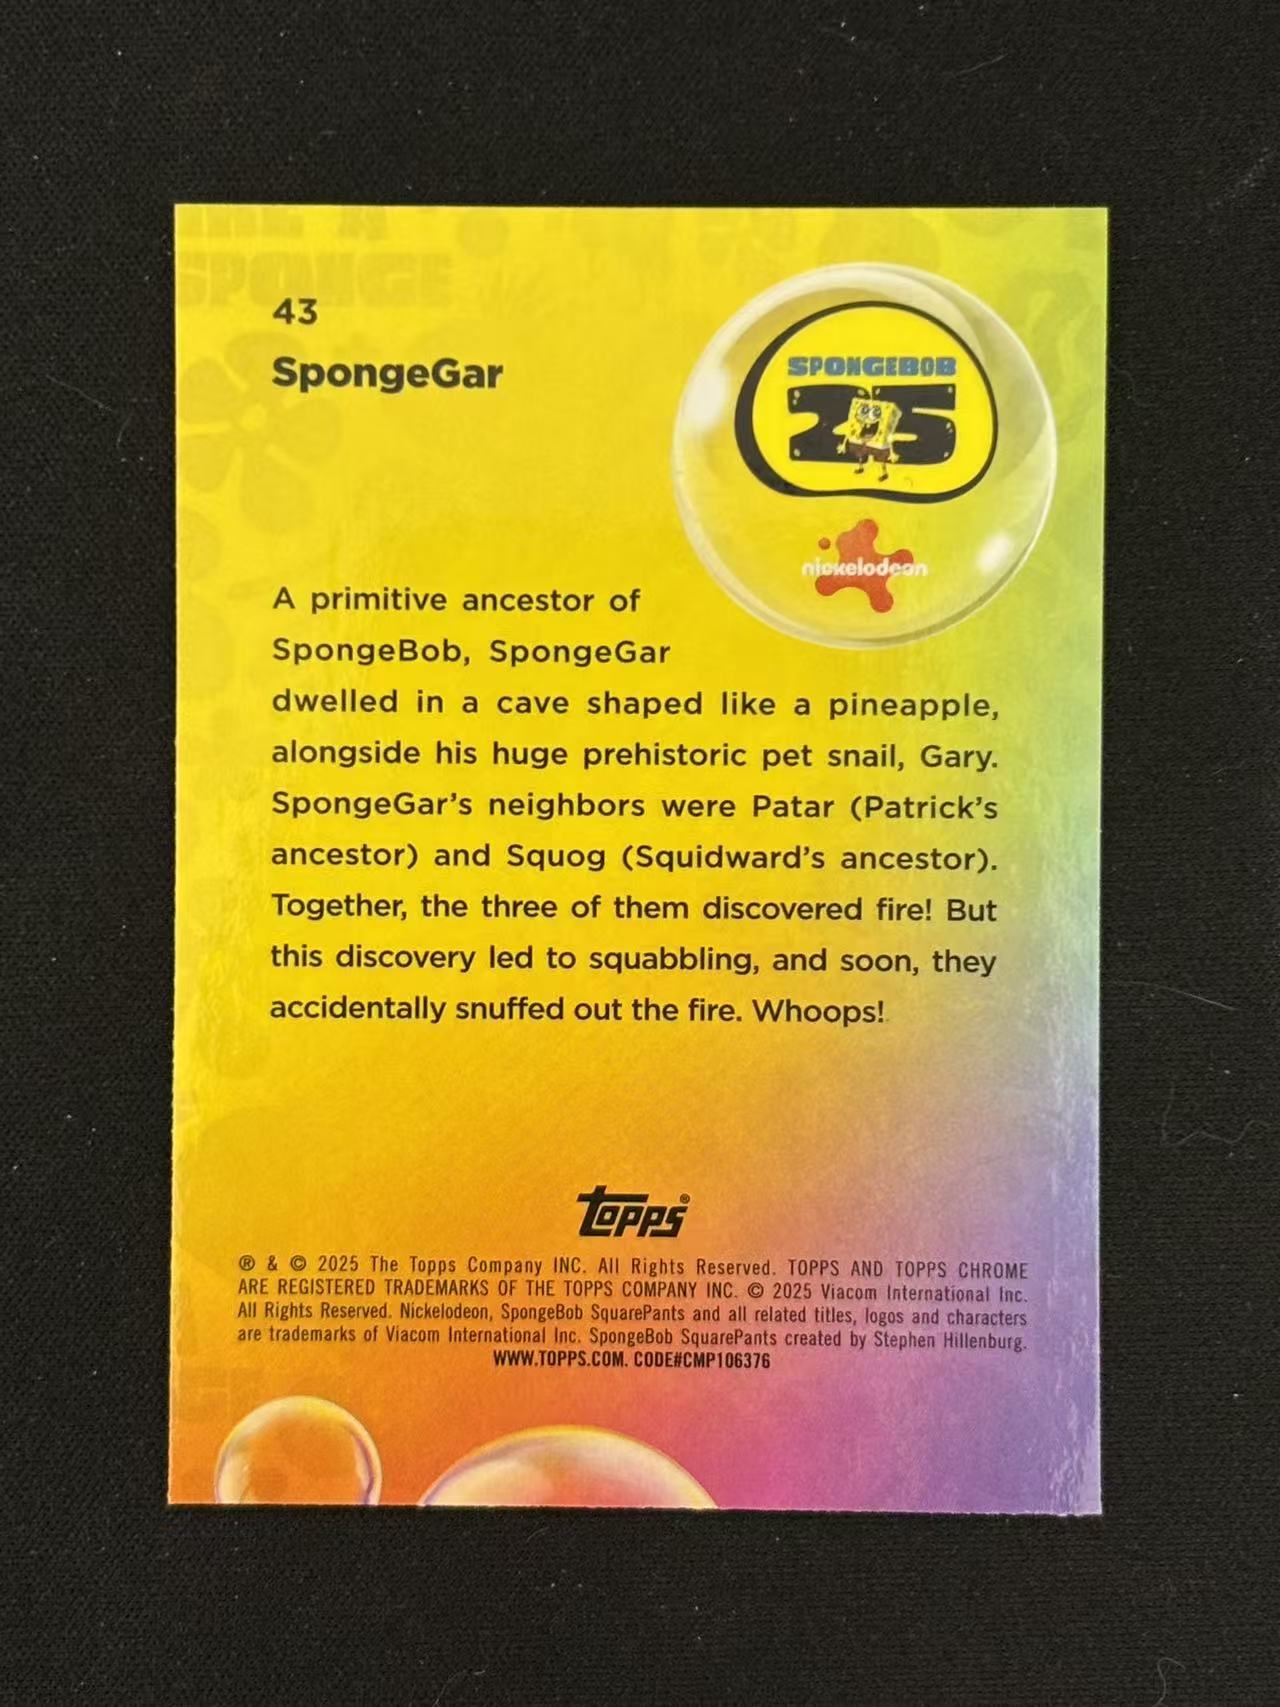 ARE A
SPONGE
43
SpongeGar
SPONGEBOB
25
nickelodeon
A primitive ancestor of
SpongeBob, SpongeGar
dwelled in a cave shaped like a pineapple,
alongside his huge prehistoric pet snail, Gary.
SpongeGar's neighbors were Patar (Patrick's
ancestor) and Squog (Squidward's ancestor).
Together, the three of them discovered fire! But
this discovery led to squabbling, and soon, they
accidentally snuffed out the fire. Whoops!
topps®
® & © 2025 The Topps Company INC. All Rights Reserved. TOPPS AND TOPPS CHROME
ARE REGISTERED TRADEMARKS OF THE TOPPS COMPANY INC. © 2025 Viacom International Inc.
All Rights Reserved. Nickelodeon, SpongeBob SquarePants and all related titles, logos and characters
are trademarks of Viacom International Inc. SpongeBob SquarePants created by Stephen Hillenburg.
WWW.TOPPS.COM. CODE#CMP106376